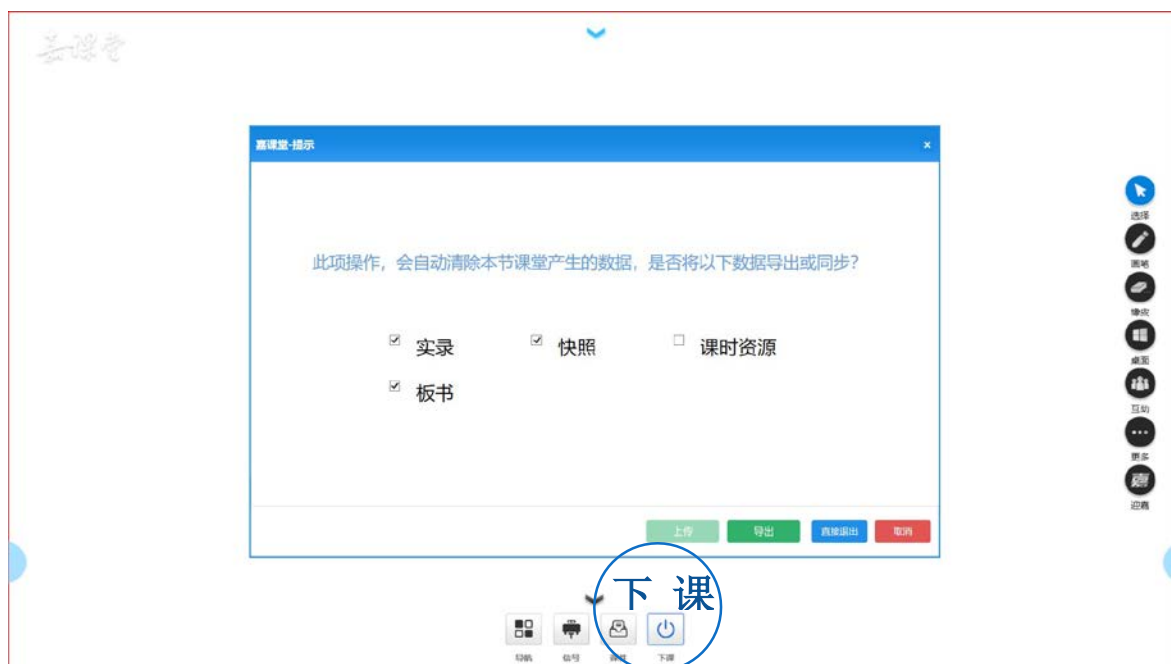 嘉课堂
嘉课堂-提示
×
此项操作，会自动清除本节课堂产生的数据，是否将以下数据导出或同步？
实录 快照 课时资源
板书
上传 导出 直接退出 取消
选择
画笔
橡皮
桌面
互动
更多
迎嘉
下 课
导航 信号 下课